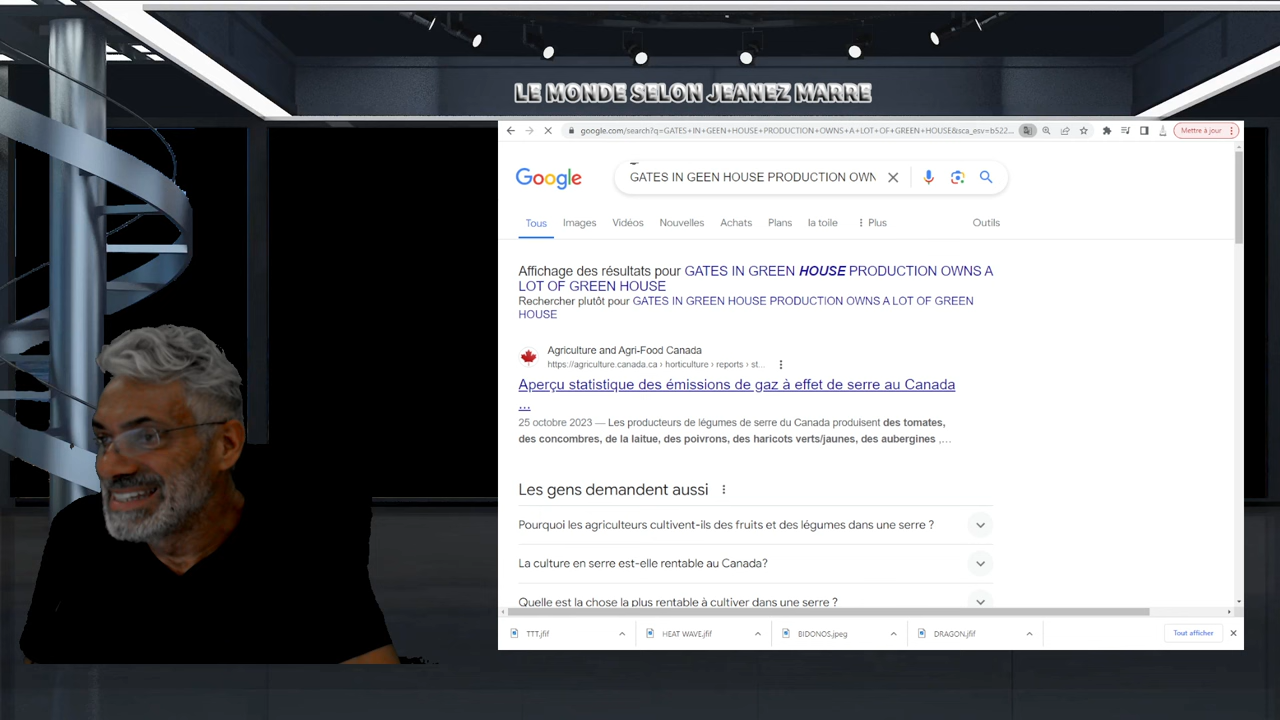 LE MONDE SELON JEANEZ MARRE
google.com/search?q=GATES+IN+GEEN+HOUSE+PRODUCTION+OWNS+A+LOT+OF+GREEN+HOUSE&sca_esv=b522...
Mettre à jour
Google
GATES IN GEEN HOUSE PRODUCTION OWN
Tous Images Vidéos Nouvelles Achats Plans la toile Plus Outils
Affichage des résultats pour GATES IN GREEN HOUSE PRODUCTION OWNS A
LOT OF GREEN HOUSE
Rechercher plutôt pour GATES IN GREEN HOUSE PRODUCTION OWNS A LOT OF GREEN
HOUSE
Agriculture and Agri-Food Canada
https://agriculture.canada.ca › horticulture › reports › st...
Aperçu statistique des émissions de gaz à effet de serre au Canada
...
25 octobre 2023 — Les producteurs de légumes de serre du Canada produisent des tomates,
des concombres, de la laitue, des poivrons, des haricots verts/jaunes, des aubergines ,...
Les gens demandent aussi
Pourquoi les agriculteurs cultivent-ils des fruits et des légumes dans une serre ?
La culture en serre est-elle rentable au Canada?
Quelle est la chose la plus rentable à cultiver dans une serre ?
TTT.jfif HEAT WAVE.jfif BIDONOS.jpeg DRAGON.jfif Tout afficher